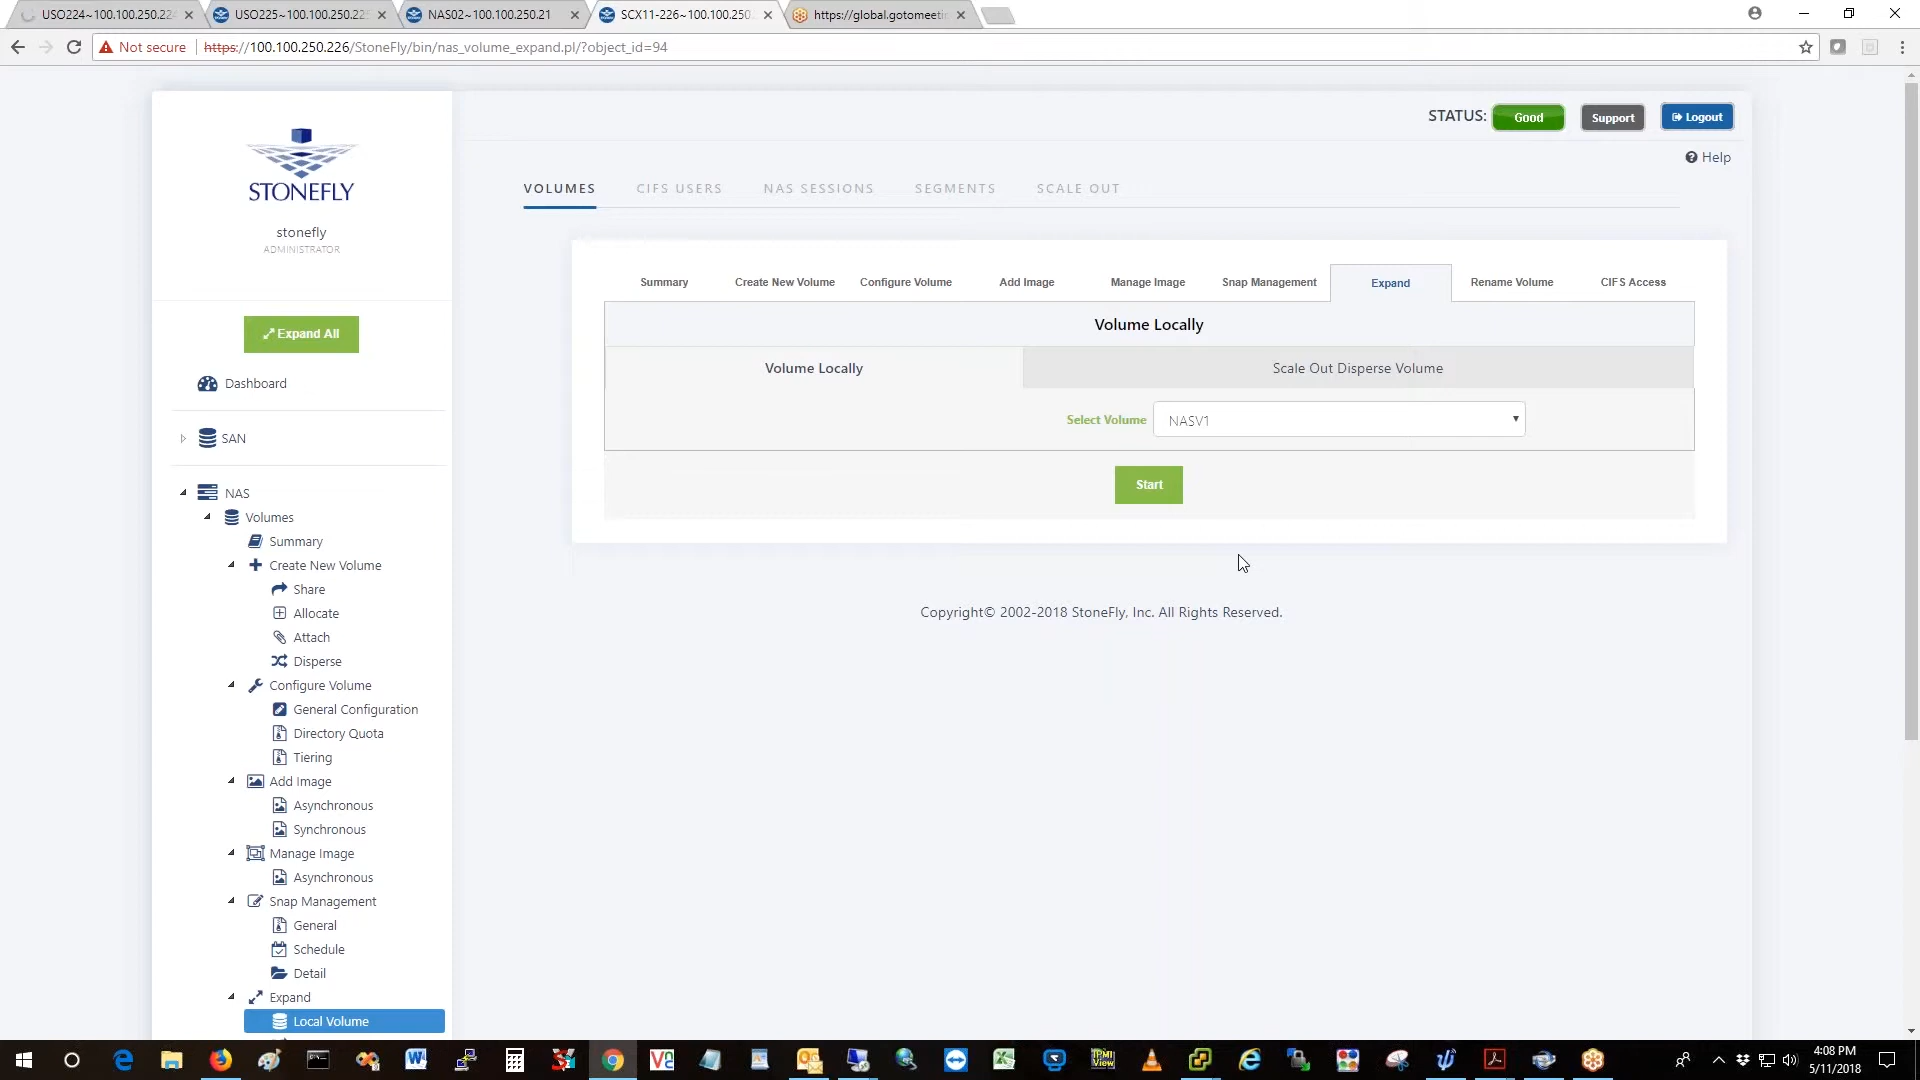 USO224~100.100.250.224
USO225~100.100.250.225
NAS02~100.100.250.21
SCX11-226~100.100.250.
https://global.gotomeeti
Not secure
https://100.100.250.226/StoneFly/bin/nas_volume_expand.pl/?object_id=94
STONEFLY
stonefly
ADMINISTRATOR
Expand All
Dashboard
SAN
NAS
Volumes
Summary
Create New Volume
Share
Allocate
Attach
Disperse
Configure Volume
General Configuration
Directory Quota
Tiering
Add Image
Asynchronous
Synchronous
Manage Image
Asynchronous
Snap Management
General
Schedule
Detail
Expand
Local Volume
STATUS: Good Support Logout
Help
VOLUMES CIFS USERS NAS SESSIONS SEGMENTS SCALE OUT
Summary Create New Volume Configure Volume Add Image Manage Image Snap Management Expand Rename Volume CIFS Access
Volume Locally
Volume Locally Scale Out Disperse Volume
Select Volume NASV1
Start
Copyright© 2002-2018 StoneFly, Inc. All Rights Reserved.
4:08 PM
5/11/2018